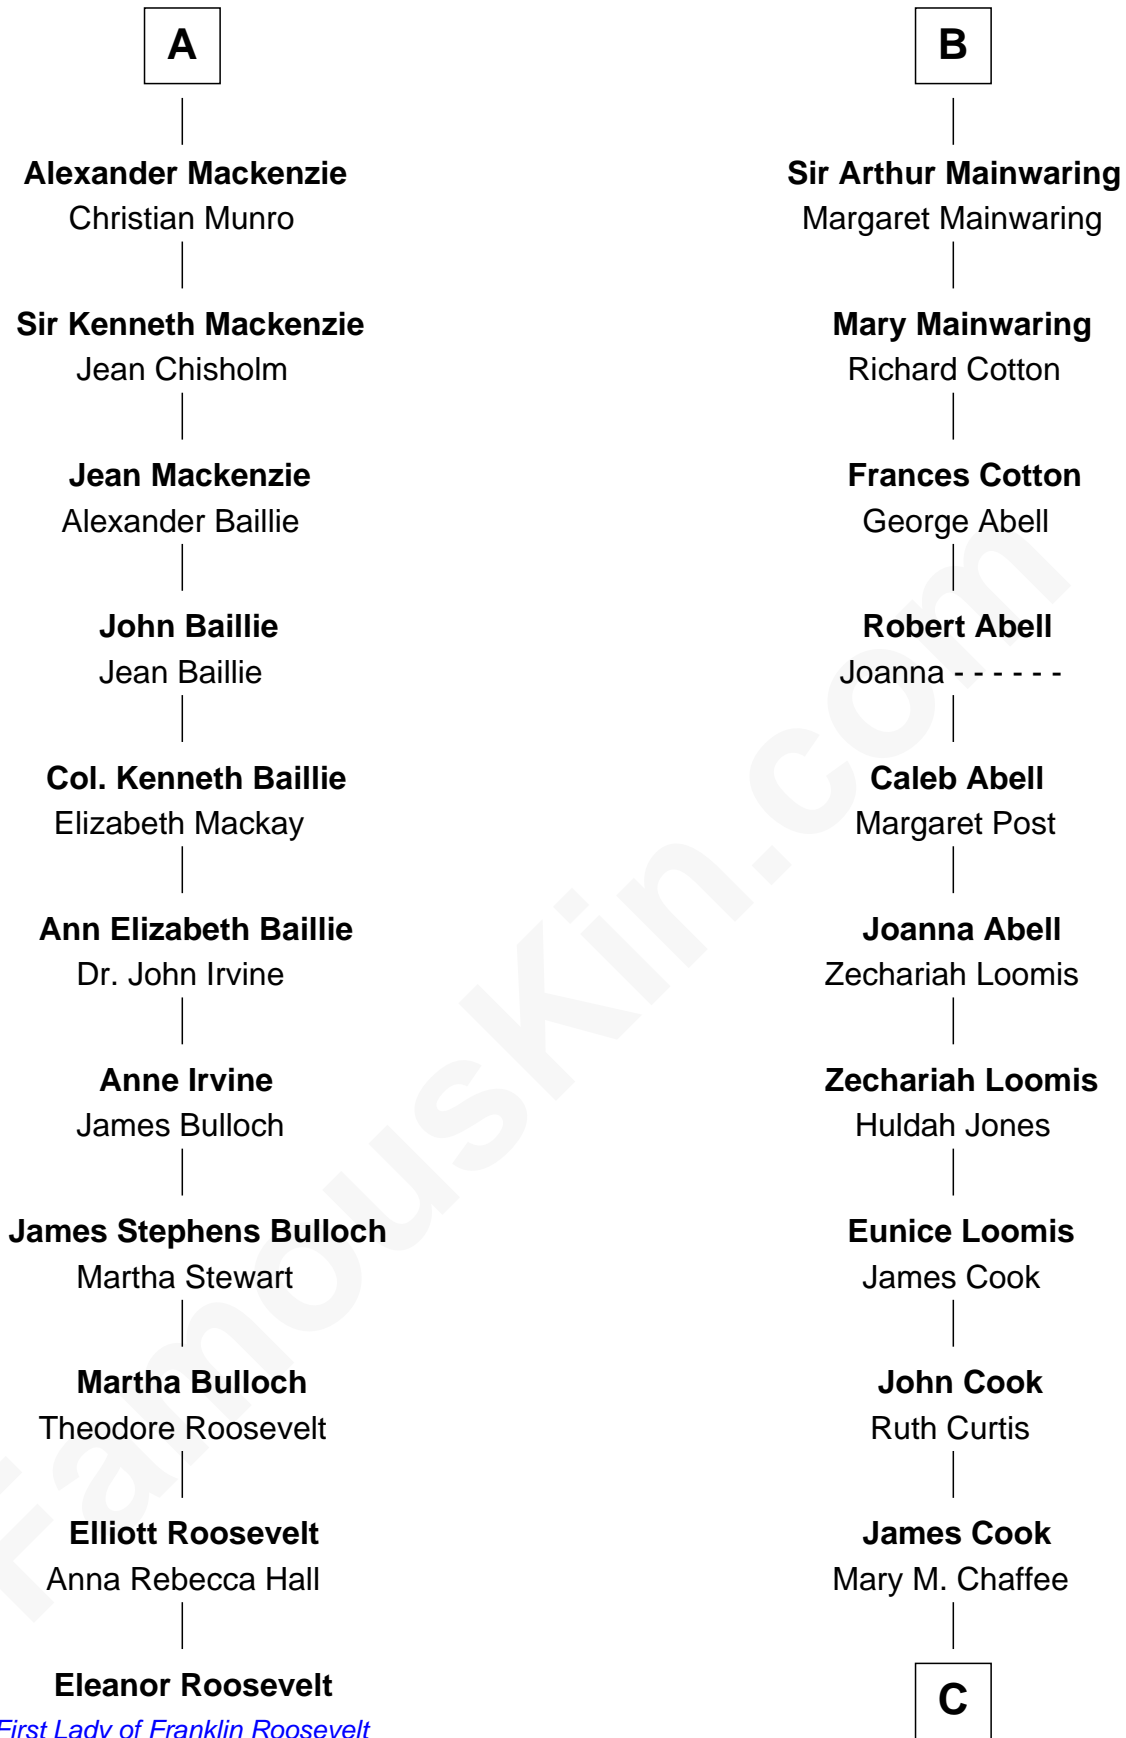 A
Alexander Mackenzie
Christian Munro
Sir Kenneth Mackenzie
Jean Chisholm
Jean Mackenzie
Alexander Baillie
John Baillie
Jean Baillie
Col. Kenneth Baillie
Elizabeth Mackay
Ann Elizabeth Baillie
Dr. John Irvine
Anne Irvine
James Bulloch
James Stephens Bulloch
Martha Stewart
Martha Bulloch
Theodore Roosevelt
Elliott Roosevelt
Anna Rebecca Hall
Eleanor Roosevelt
First Lady of Franklin Roosevelt
B
Sir Arthur Mainwaring
Margaret Mainwaring
Mary Mainwaring
Richard Cotton
Frances Cotton
George Abell
Robert Abell
Joanna - - - - - -
Caleb Abell
Margaret Post
Joanna Abell
Zechariah Loomis
Zechariah Loomis
Huldah Jones
Eunice Loomis
James Cook
John Cook
Ruth Curtis
James Cook
Mary M. Chaffee
C
FamousKin.com